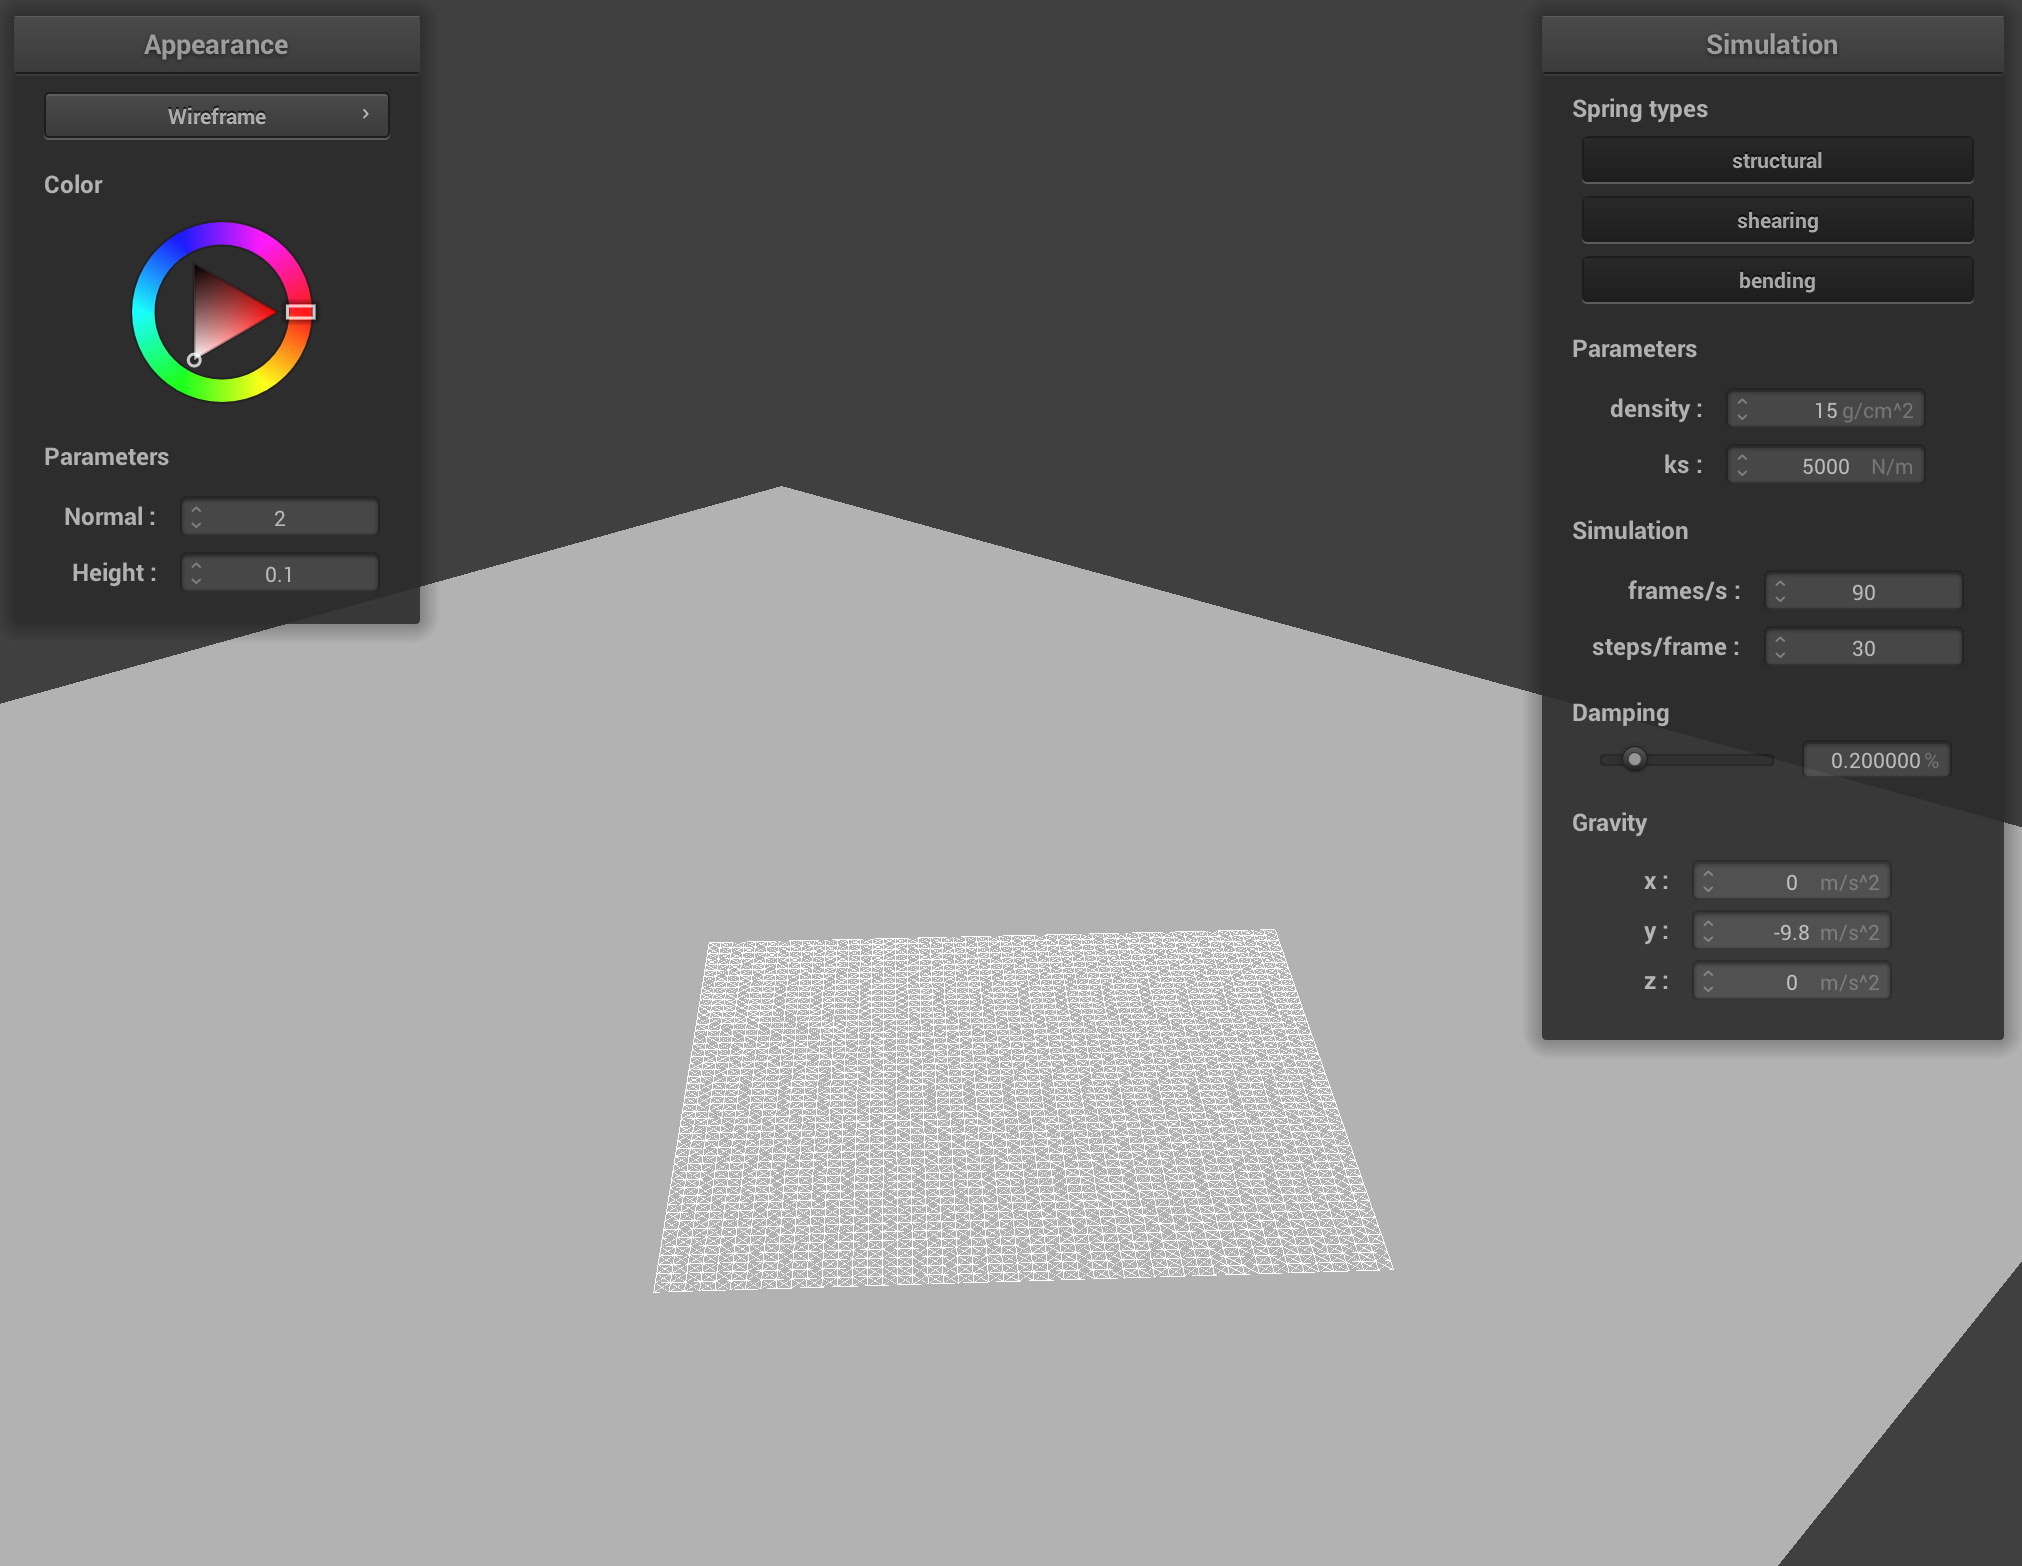 Appearance
Wireframe
Color
Parameters
Normal : 2
Height : 0.1
Simulation
Spring types
structural
shearing
bending
Parameters
density : 15 g/cm^2
ks : 5000 N/m
Simulation
frames/s : 90
steps/frame : 30
Damping
0.200000 %
Gravity
x : 0 m/s^2
y : -9.8 m/s^2
z : 0 m/s^2